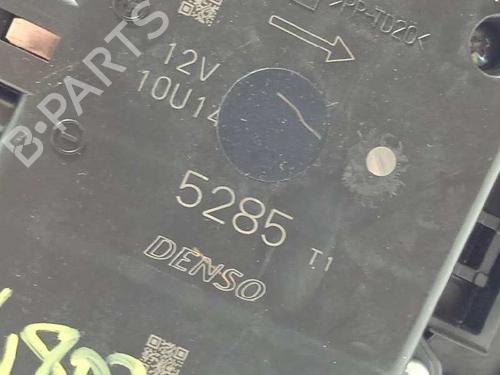 >PP-TD20<
12V
10U14
5285 T1
DENSO
B-PARTS